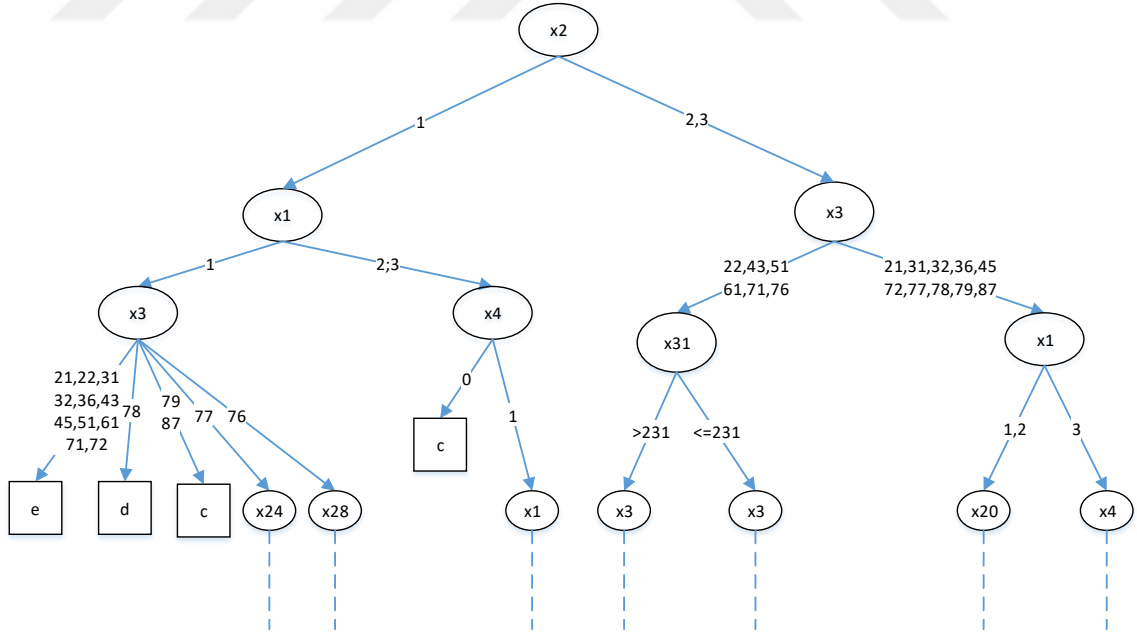 x2
1
2,3
x1
x3
1
2;3
22,43,51
61,71,76
21,31,32,36,45
72,77,78,79,87
x3
x4
x31
x1
21,22,31
32,36,43
45,51,61
71,72
78
79
87
77
76
0
1
>231
<=231
1,2
3
c
e
d
c
x24
x28
x1
x3
x3
x20
x4